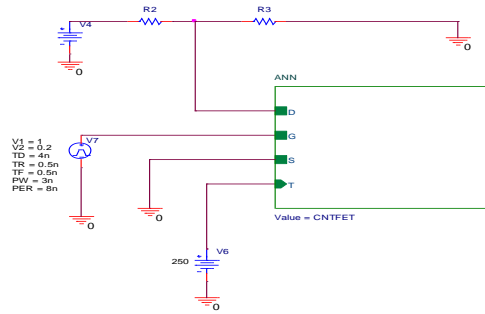 R2
R3
V4
0
0
ANN
D
G
S
T
V7
V1 = 1
V2 = 0.2
TD = 4n
TR = 0.5n
TF = 0.5n
PW = 3n
PER = 8n
0
0
Value = CNTFET
V6
250
0